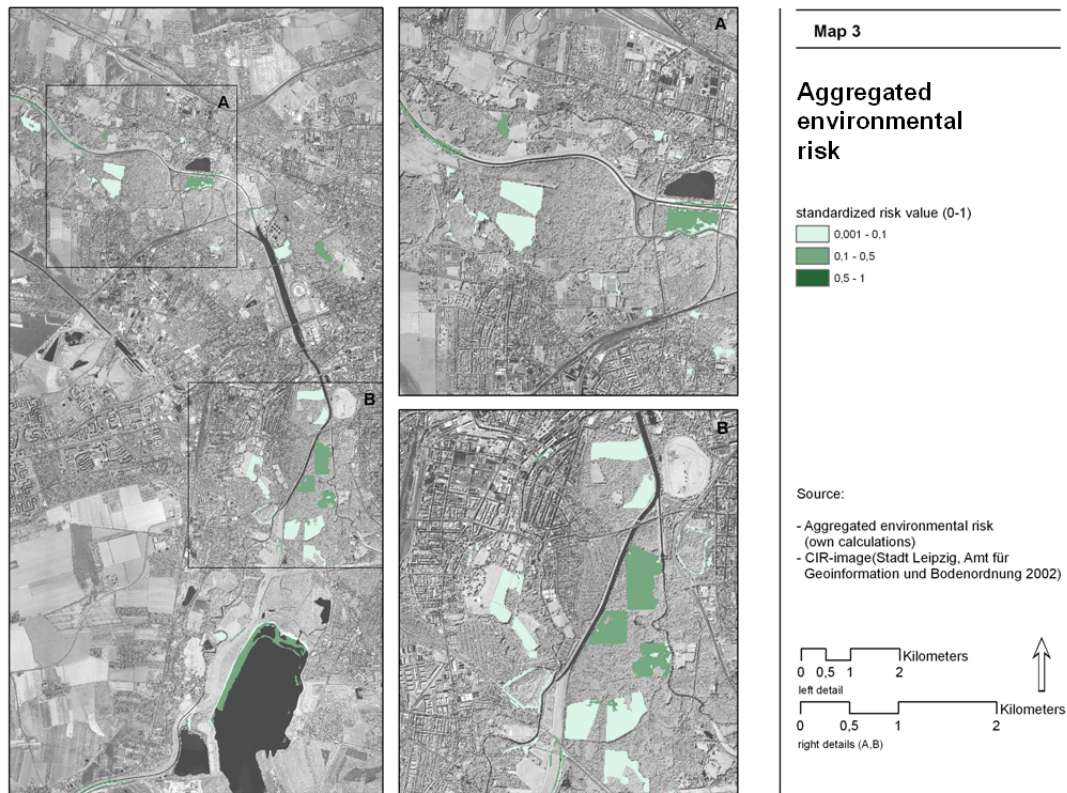 A
B
A
B
Map 3
Aggregated
environmental
risk
standardized risk value (0-1)
0,001 - 0,1
0,1 - 0,5
0,5 - 1
Source:
- Aggregated environmental risk
(own calculations)
- CIR-image(Stadt Leipzig, Amt für
Geoinformation und Bodenordnung 2002)
Kilometers
0 0,5 1 2
left detail
Kilometers
0 0,5 1 2
right details (A,B)